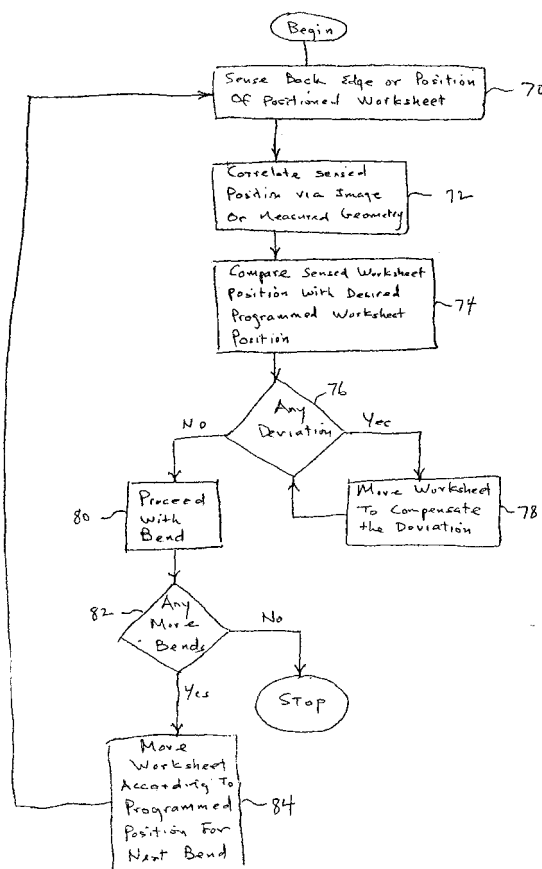 Begin
Sense Back Edge or Position
Of Positioned Worksheet
70
Correlate Sensed
Position via Image
Or Measured Geometry
72
Compare Sensed Worksheet
Position with Desired
Programmed Worksheet
Position
74
76
Any
Deviation
No
Yes
80
Proceed
With
Bend
Move Worksheet
To Compensate
the Deviation
78
82
Any
More
Bends
No
Yes
Stop
Move
Worksheet
According To
Programmed
Position For
Next Bend
84